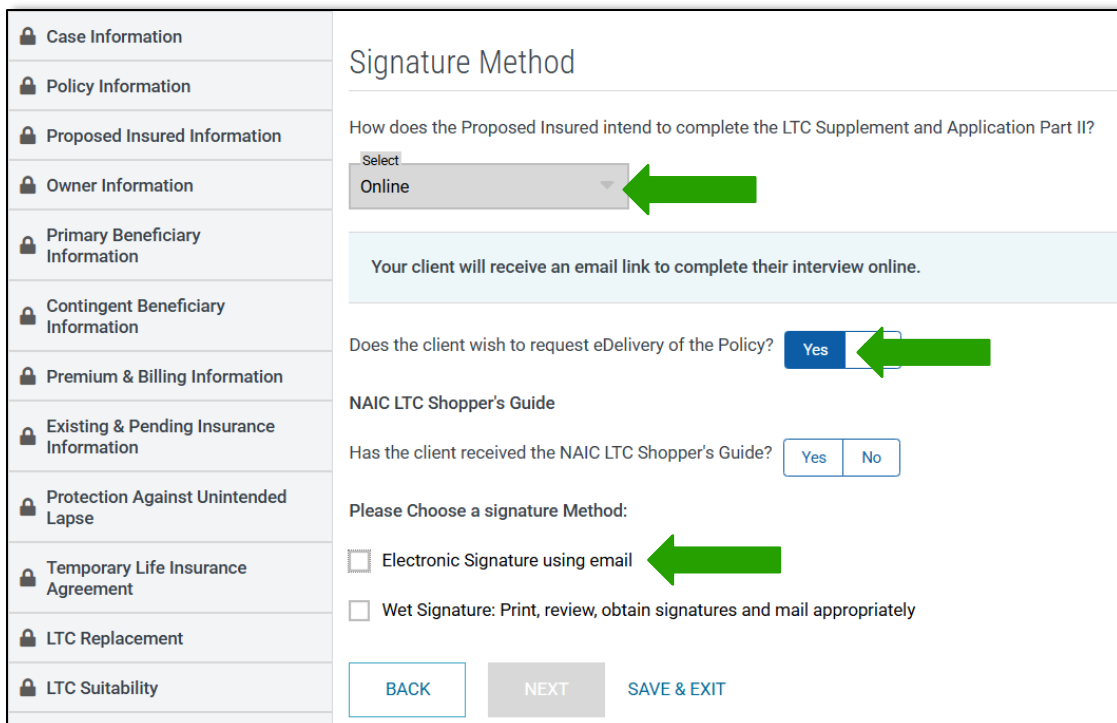 Case Information
Policy Information
Proposed Insured Information
Owner Information
Primary Beneficiary
Information
Contingent Beneficiary
Information
Premium & Billing Information
Existing & Pending Insurance
Information
Protection Against Unintended
Lapse
Temporary Life Insurance
Agreement
LTC Replacement
LTC Suitability
Signature Method
How does the Proposed Insured intend to complete the LTC Supplement and Application Part II?
Select
Online
Your client will receive an email link to complete their interview online.
Does the client wish to request eDelivery of the Policy? Yes
NAIC LTC Shopper's Guide
Has the client received the NAIC LTC Shopper's Guide? Yes No
Please Choose a signature Method:
Electronic Signature using email
Wet Signature: Print, review, obtain signatures and mail appropriately
BACK NEXT SAVE & EXIT